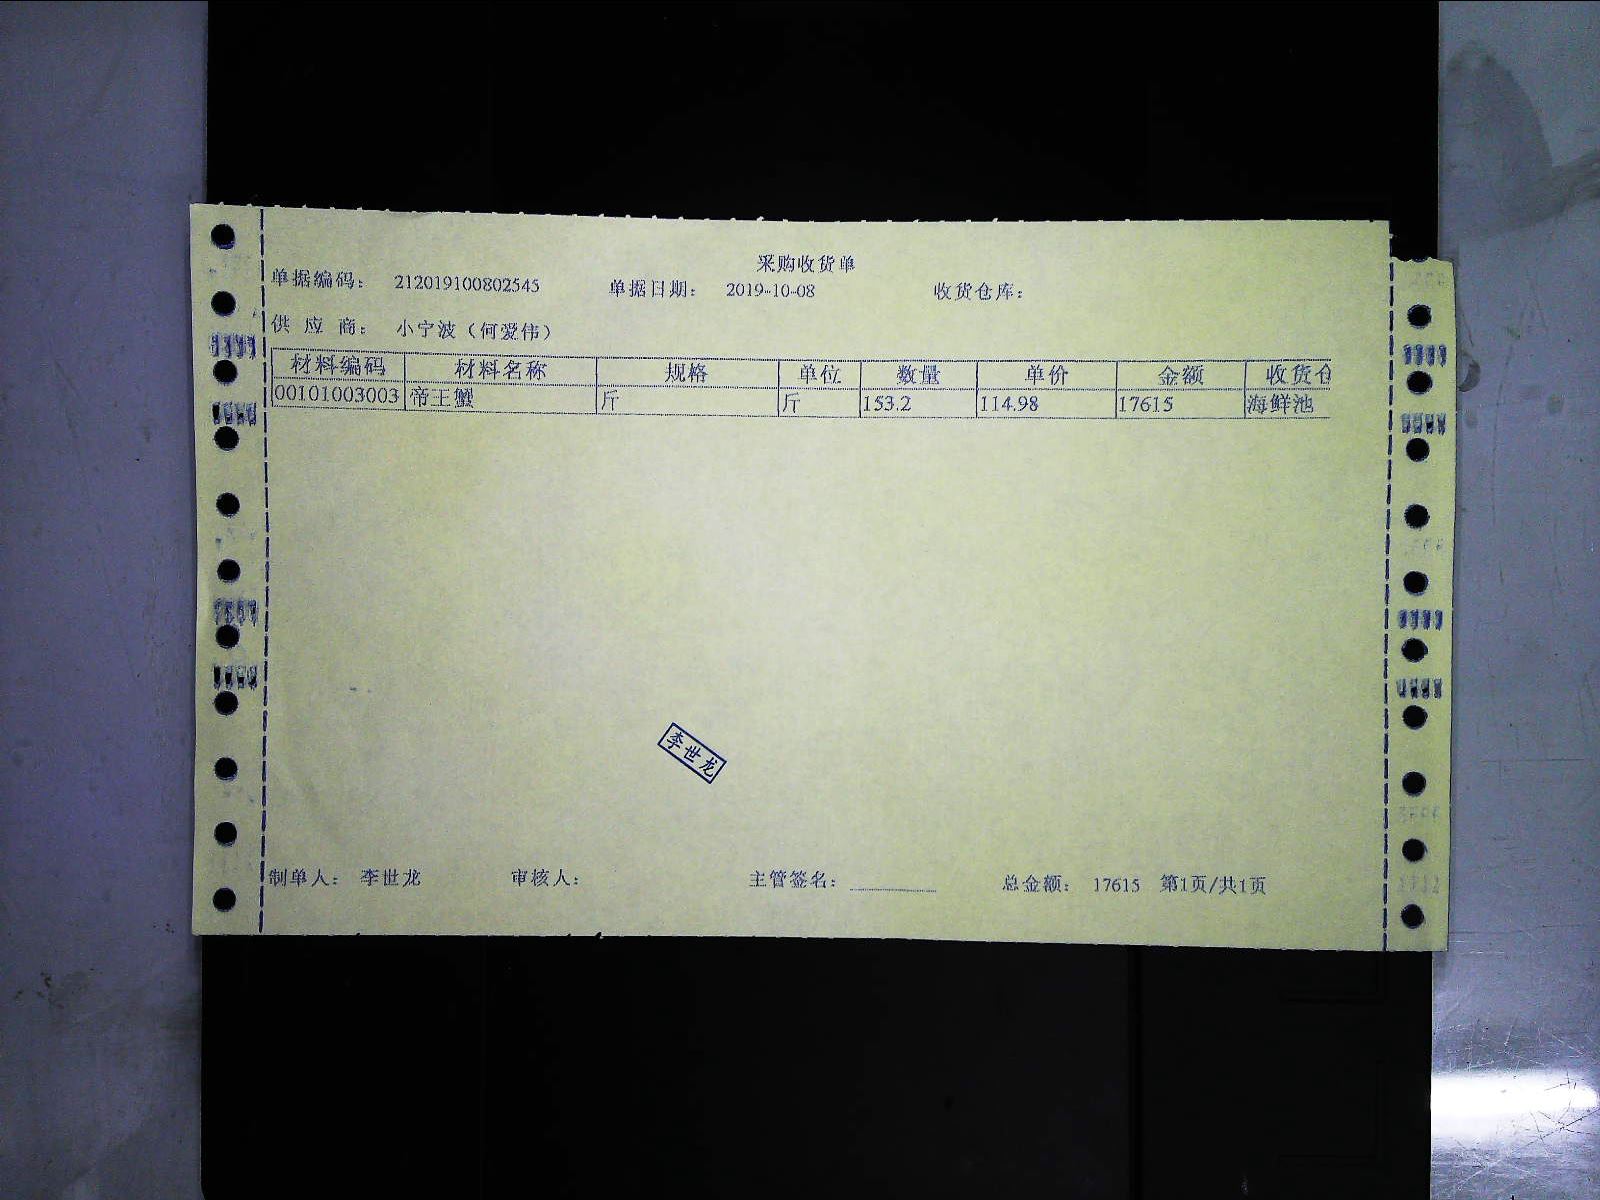 采购收货单
单据编码： 212019100802545 单据日期： 2019-10-08 收货仓库：
供应商： 小宁波（何爱伟）
材料编码 材料名称 规格 单位 数量 单价 金额 收货仓
00101003003 帝王蟹 斤 斤 153.2 114.98 17615 海鲜池
李世龙
制单人： 李世龙 审核人： 主管签名： 总金额： 17615 第1页/共1页